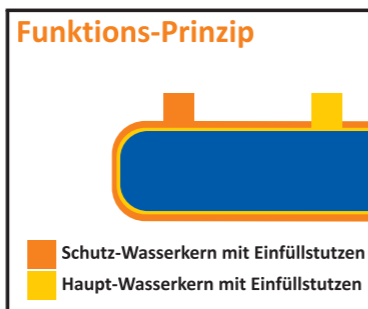 Funktions-Prinzip
Schutz-Wasserkern mit Einfüllstutzen
Haupt-Wasserkern mit Einfüllstutzen